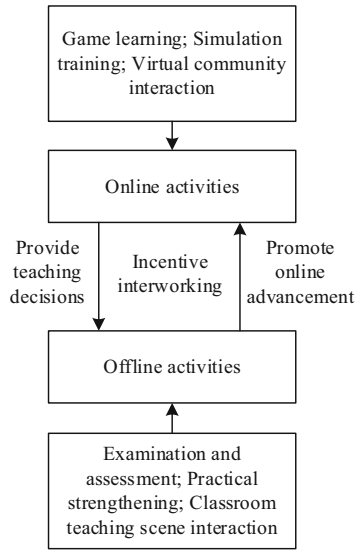 Game learning; Simulation
training; Virtual community
interaction
Online activities
Provide
teaching
decisions
Incentive
interworking
Promote
online
advancement
Offline activities
Examination and
assessment; Practical
strengthening; Classroom
teaching scene interaction